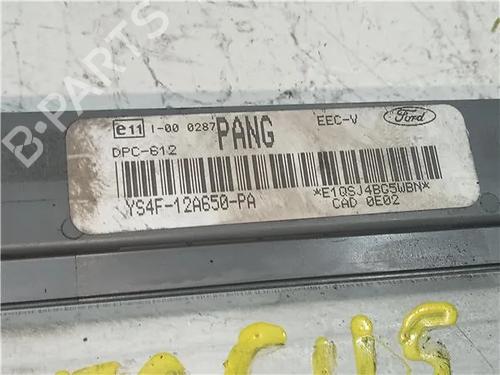 e11 I-00 0287 PANG EEC-V Ford
DPC-612
YS4F-12A650-PA *E1QSJ4BG5WBN*
CAD 0E02
B-PARTS